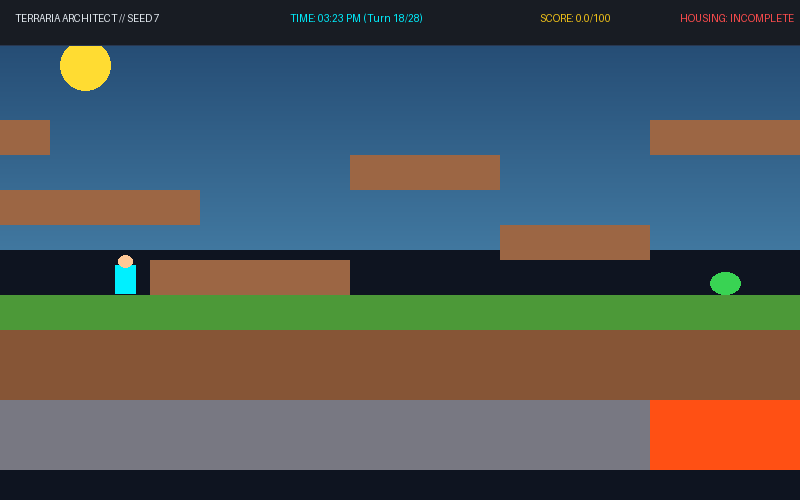 TERRARIA ARCHITECT // SEED 7
TIME: 03:23 PM (Turn 18/28)
SCORE: 0.0/100
HOUSING: INCOMPLETE